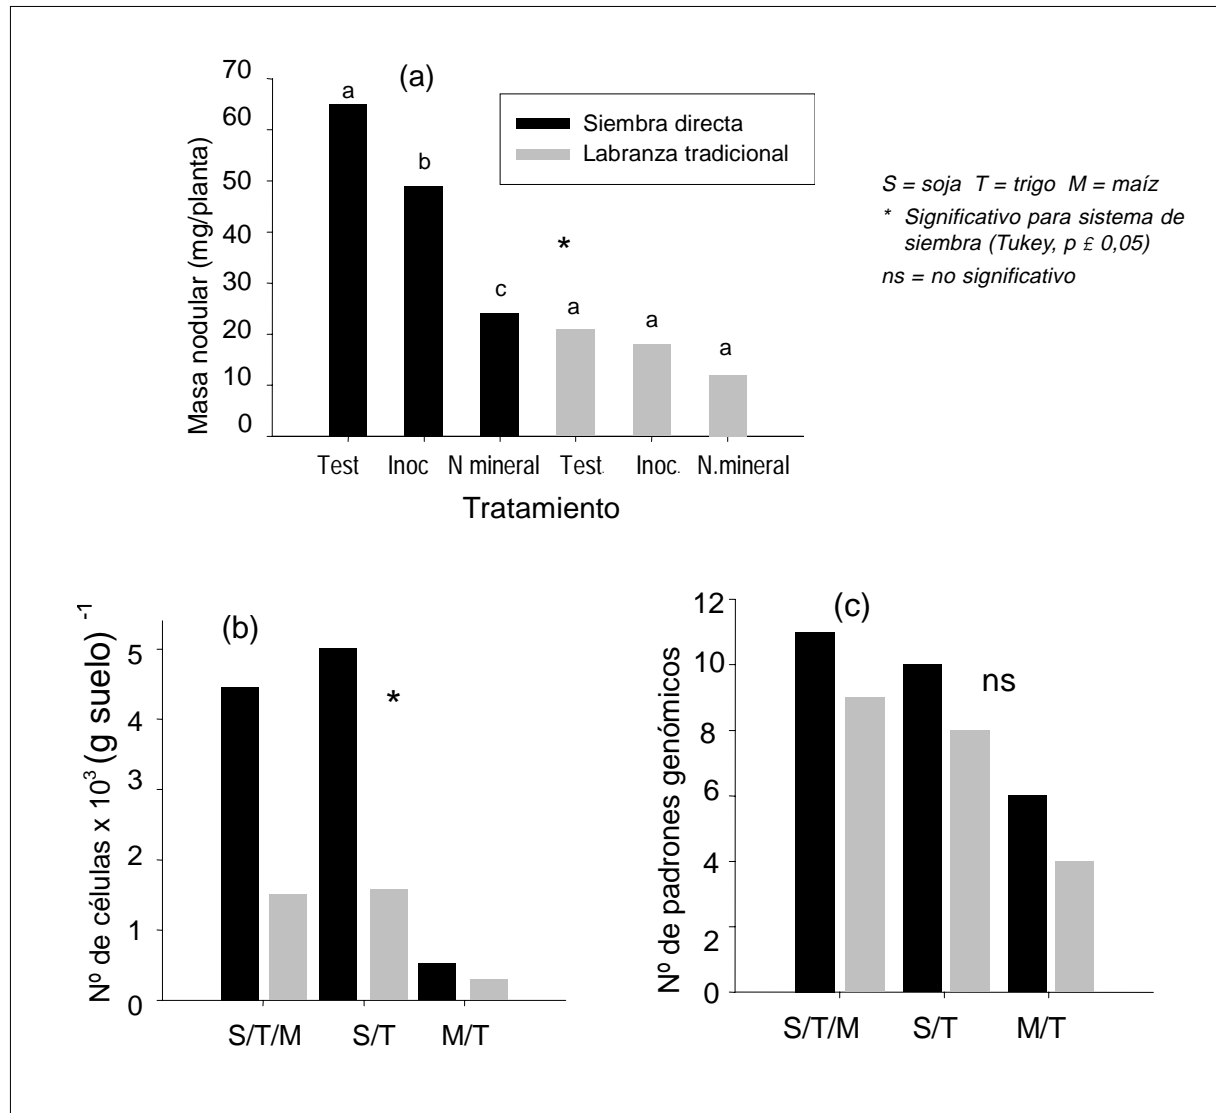 (a)
70
60
50
40
30
20
10
0
Masa nodular (mg/planta)
a
b
c
*
a
a
a
Siembra directa
Labranza tradicional
Test Inoc N mineral Test. Inoc. N.mineral
Tratamiento
S = soja T = trigo M = maíz
* Significativo para sistema de
siembra (Tukey, p £ 0,05)
ns = no significativo
(b)
Nº de células x 10³ (g suelo) -1
5
4
3
2
1
0
*
S/T/M S/T M/T
(c)
Nº de padrones genómicos
12
10
8
6
4
2
0
ns
S/T/M S/T M/T